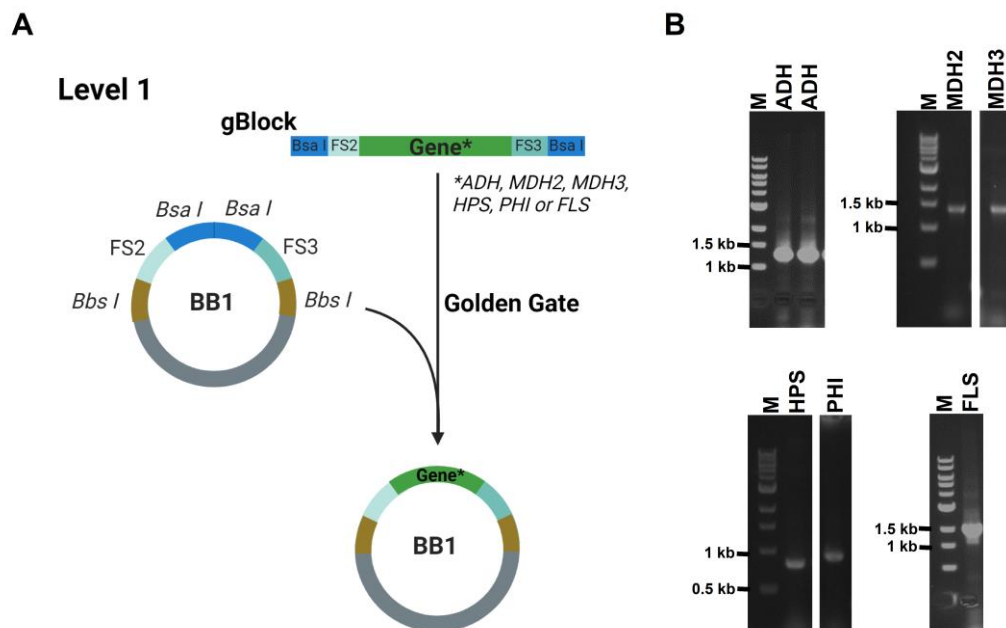 A
Level 1
gBlock
Bsa I FS2 Gene* FS3 Bsa I
*ADH, MDH2, MDH3,
HPS, PHI or FLS
Bsa I Bsa I
FS2 FS3
Bbs I BB1 Bbs I
Golden Gate
Gene*
BB1
B
M ADH ADH
1.5 kb
1 kb
M MDH2 MDH3
1.5 kb
1 kb
M HPS PHI
1 kb
0.5 kb
M FLS
1.5 kb
1 kb